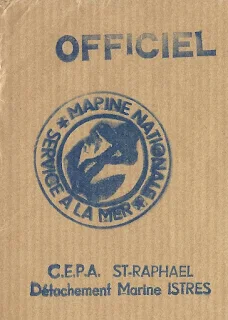 OFFICIEL
MARINE NATIONALE
SERVICE A LA MER
C.E.P.A. ST-RAPHAEL
Détachement Marine ISTRES